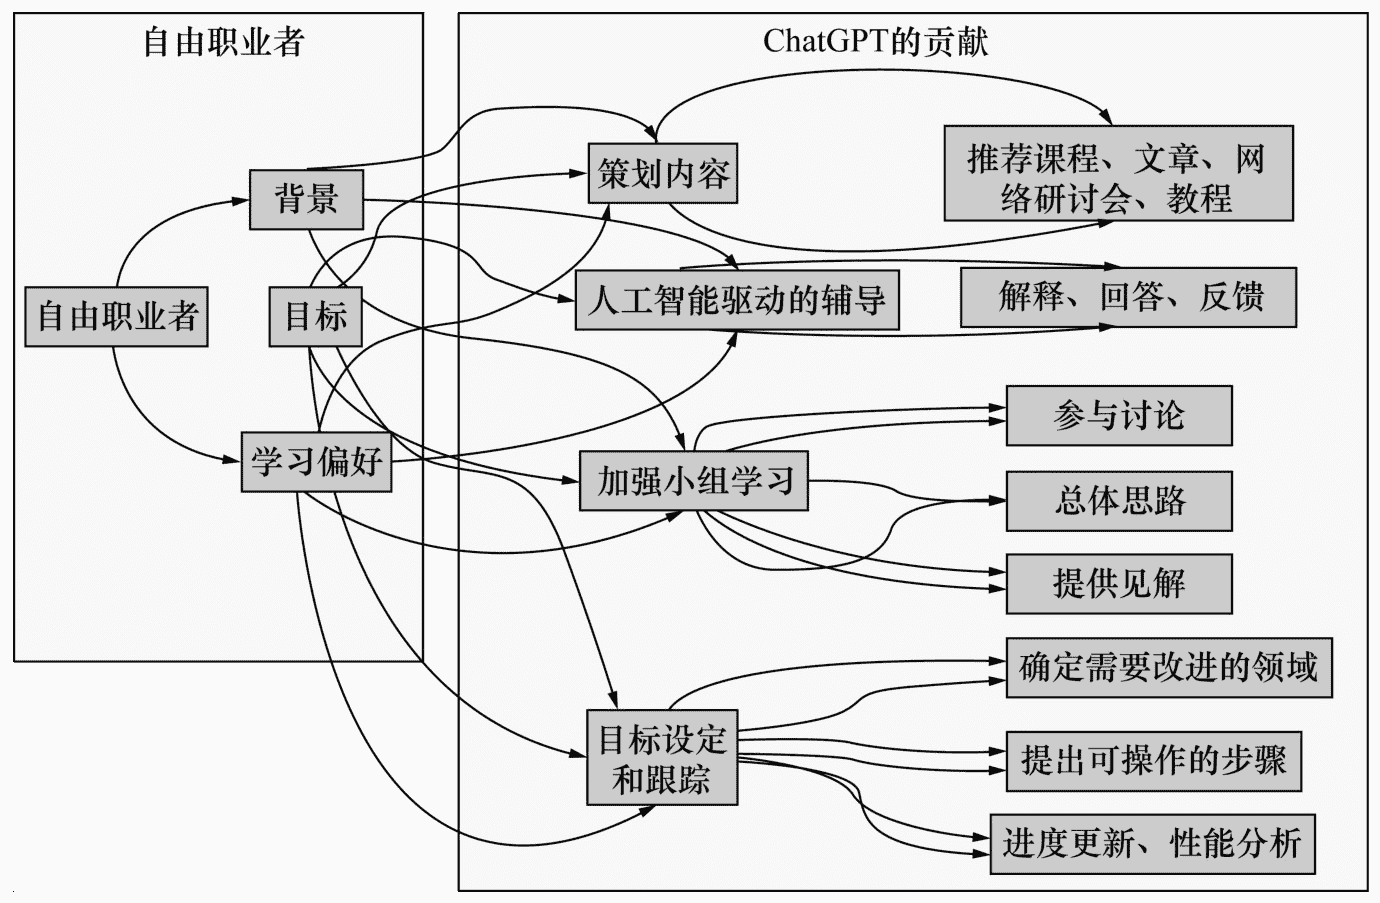 自由职业者
ChatGPT的贡献
背景
自由职业者
目标
学习偏好
策划内容
推荐课程、文章、网
络研讨会、教程
人工智能驱动的辅导
解释、回答、反馈
加强小组学习
参与讨论
总体思路
提供见解
目标设定
和跟踪
确定需要改进的领域
提出可操作的步骤
进度更新、性能分析